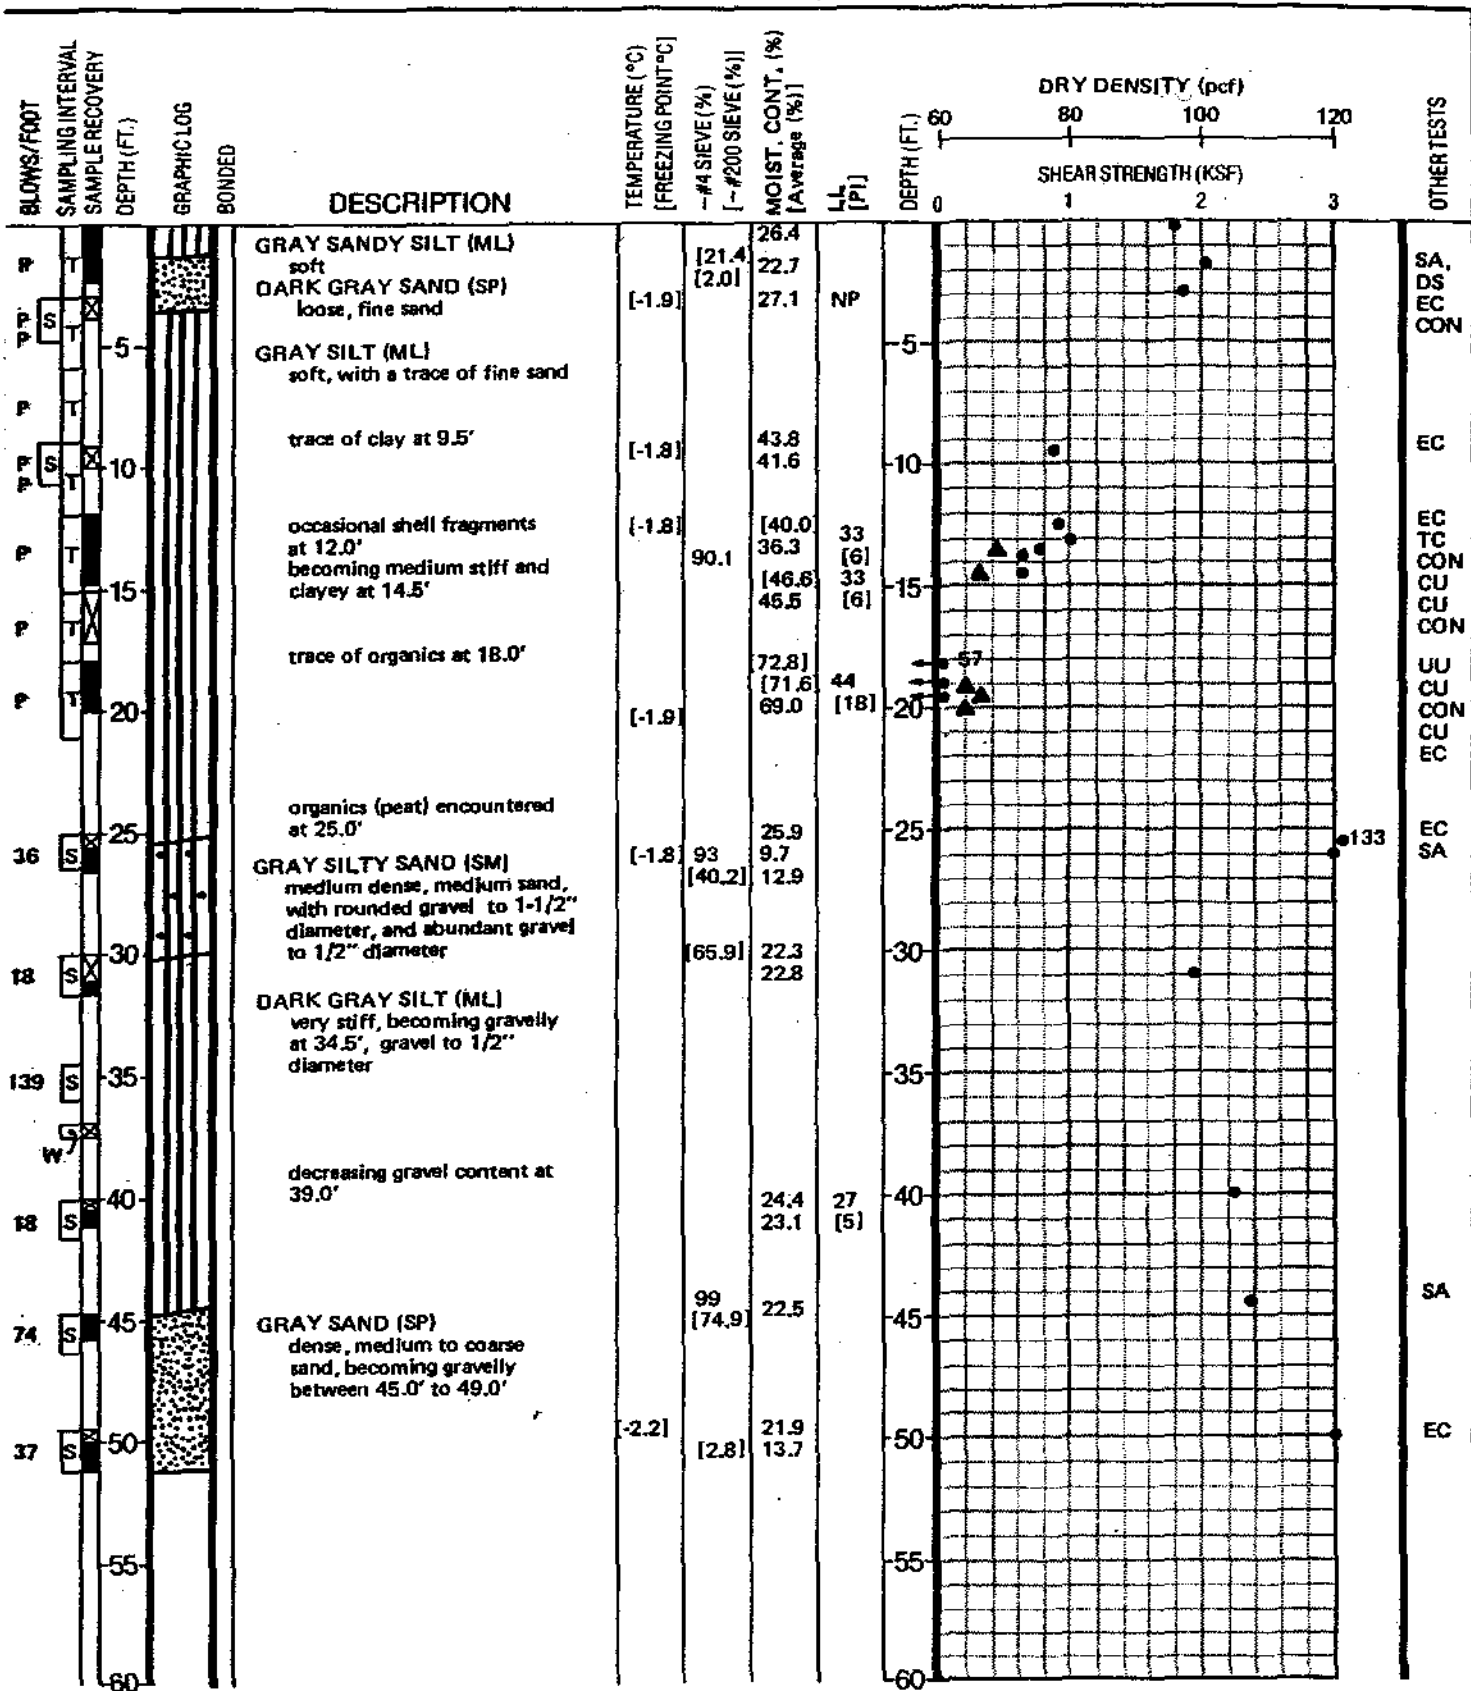 BLOWS/FOOT
SAMPLING INTERVAL
SAMPLE RECOVERY
DEPTH (FT.)
GRAPHIC LOG
BONDED
DESCRIPTION
TEMPERATURE (°C)
[FREEZING POINT °C]
-#4 SIEVE (%)
[-#200 SIEVE (%)]
MOIST. CONT. (%)
[Average (%)]
LL
[PI]
DEPTH (FT.)
DRY DENSITY (pcf)
60 80 100 120
SHEAR STRENGTH (KSF)
0 1 2 3
OTHER TESTS
GRAY SANDY SILT (ML)
soft
26.4
P T [21.4] 22.7 SA,
[2.0] DS
DARK GRAY SAND (SP)
loose, fine sand
[-1.9] 27.1 NP EC
P S CON
P T
-5- -5-
GRAY SILT (ML)
soft, with a trace of fine sand
P T
trace of clay at 9.5'
[-1.8] 43.8 EC
P S 41.6
-10- -10-
P T
occasional shell fragments
at 12.0'
[-1.8] [40.0] 33 EC
P T 36.3 [6] TC
90.1 CON
becoming medium stiff and
clayey at 14.5'
[46.6] 33 CU
-15- 45.5 [6] -15- CU
P T CON
trace of organics at 18.0'
[72.8] 57 UU
[71.6] 44 CU
P T 69.0 [18] CON
-20- [-1.9] -20- CU
EC
organics (peat) encountered
at 25.0'
-25- 25.9 -25- EC
133
36 S [-1.8] 93 9.7 SA
[40.2] 12.9
GRAY SILTY SAND (SM)
medium dense, medium sand,
with rounded gravel to 1-1/2"
diameter, and abundant gravel
to 1/2" diameter
-30- [65.9] 22.3 -30-
18 S 22.8
DARK GRAY SILT (ML)
very stiff, becoming gravelly
at 34.5', gravel to 1/2"
diameter
139 S -35- -35-
W
decreasing gravel content at
39.0'
-40- 24.4 27 -40-
18 S 23.1 [5]
99 22.5 SA
[74.9]
74 S -45- -45-
GRAY SAND (SP)
dense, medium to coarse
sand, becoming gravelly
between 45.0' to 49.0'
[-2.2] 21.9 EC
37 S -50- [2.8] 13.7 -50-
-55- -55-
-60- -60-